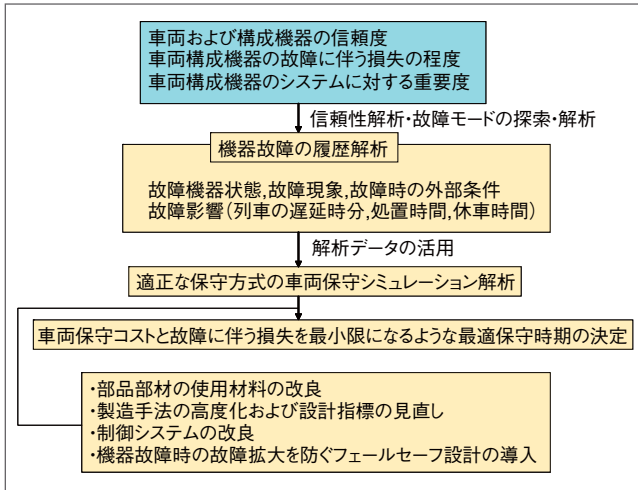 車両および構成機器の信頼度
車両構成機器の故障に伴う損失の程度
車両構成機器のシステムに対する重要度
信頼性解析・故障モードの探索・解析
機器故障の履歴解析
故障機器状態,故障現象,故障時の外部条件
故障影響(列車の遅延時分,処置時間,休車時間)
解析データの活用
適正な保守方式の車両保守シミュレーション解析
車両保守コストと故障に伴う損失を最小限になるような最適保守時期の決定
・部品部材の使用材料の改良
・製造手法の高度化および設計指標の見直し
・制御システムの改良
・機器故障時の故障拡大を防ぐフェールセーフ設計の導入